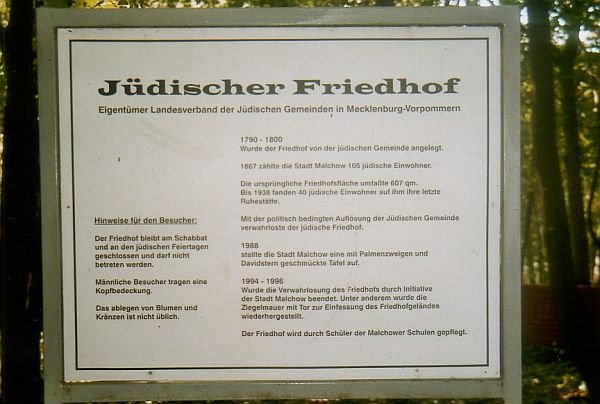 Jüdischer Friedhof
Eigentümer Landesverband der Jüdischen Gemeinden in Mecklenburg-Vorpommern
1790 - 1800
Wurde der Friedhof von der jüdischen Gemeinde angelegt.
1867 zählte die Stadt Malchow 105 jüdische Einwohner.
Die ursprüngliche Friedhofsfläche umfaßte 607 qm.
Bis 1938 fanden 40 jüdische Einwohner auf ihm ihre letzte
Ruhestätte.
Mit der politisch bedingten Auflösung der Jüdischen Gemeinde
verwahrloste der jüdische Friedhof.
1988
stellte die Stadt Malchow eine mit Palmenzweigen und
Davidstern geschmückte Tafel auf.
1994 - 1996
Wurde die Verwahrlosung des Friedhofs durch Initiative
der Stadt Malchow beendet. Unter anderem wurde die
Ziegelmauer mit Tor zur Einfassung des Friedhofgeländes
wiederhergestellt.
Der Friedhof wird durch Schüler der Malchower Schulen gepflegt.
Hinweise für den Besucher:
Der Friedhof bleibt am Schabbat
und an den jüdischen Feiertagen
geschlossen und darf nicht
betreten werden.
Männliche Besucher tragen eine
Kopfbedeckung.
Das ablegen von Blumen und
Kränzen ist nicht üblich.